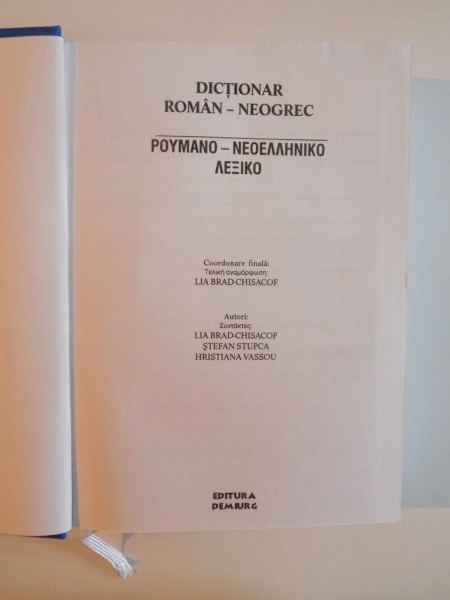 DICȚIONAR
ROMÂN – NEOGREC
ΡΟΥΜΑΝΟ – ΝΕΟΕΛΛΗΝΙΚΟ
ΛΕΞΙΚΟ
Coordonare finală:
Τελική αναμόρφωση:
LIA BRAD-CHISACOF
Autori:
Συντάκτες:
LIA BRAD-CHISACOF
ȘTEFAN STUPCA
HRISTIANA VASSOU
EDITURA
DEMIURG